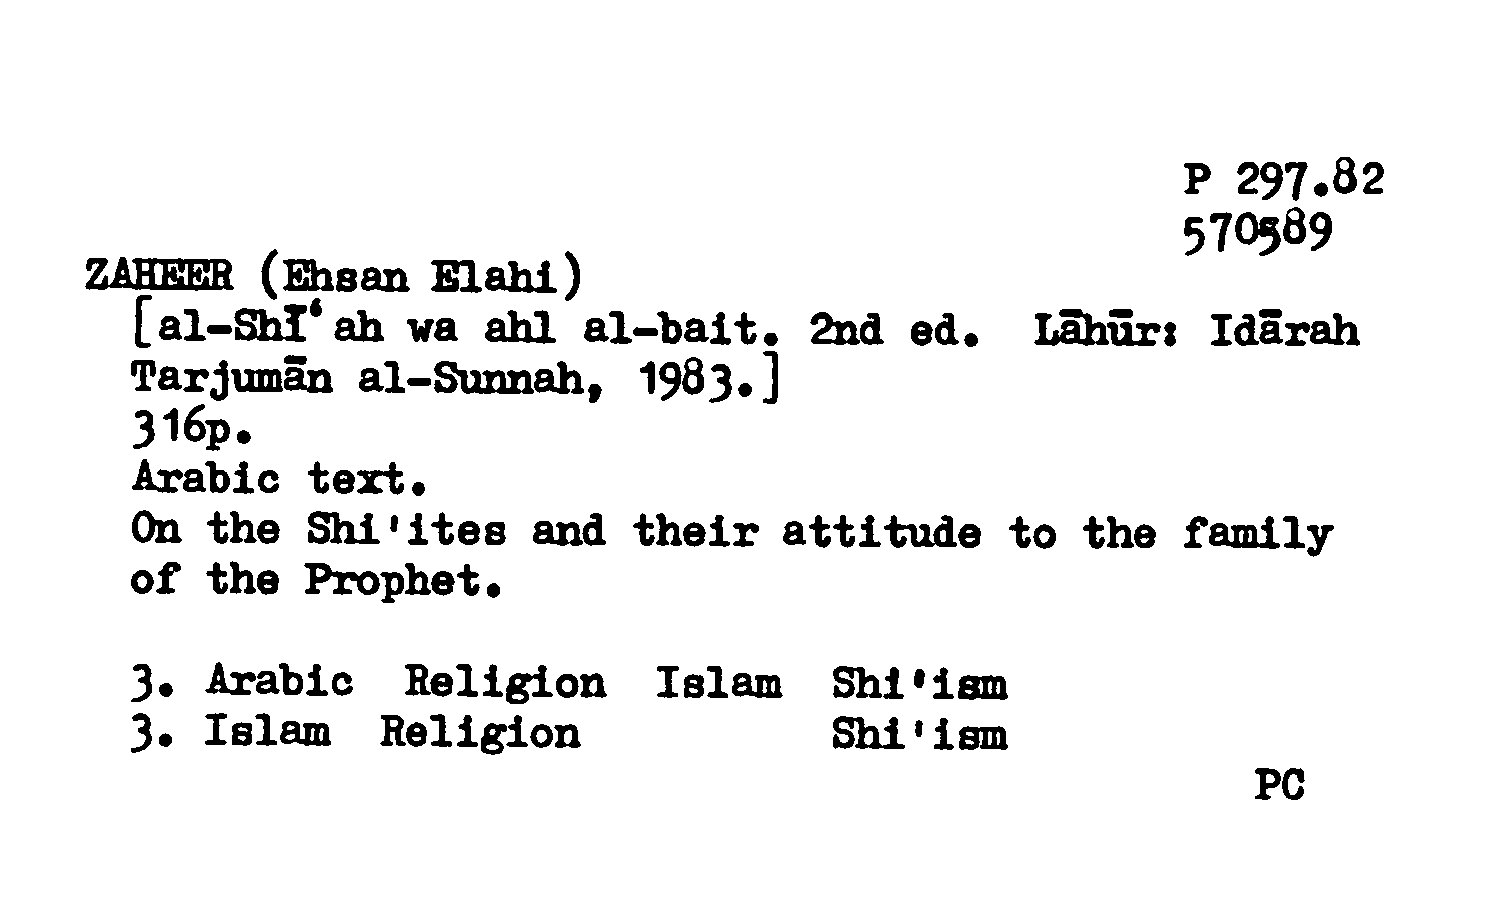 P 297.82
570589
ZAHEER (Ehsan Elahi)
[al-Shī‘ah wa ahl al-bait. 2nd ed. Lāhūr: Idārah
Tarjumān al-Sunnah, 1983.]
316p.
Arabic text.
On the Shi'ites and their attitude to the family
of the Prophet.
3. Arabic Religion Islam Shi'ism
3. Islam Religion Shi'ism
PC